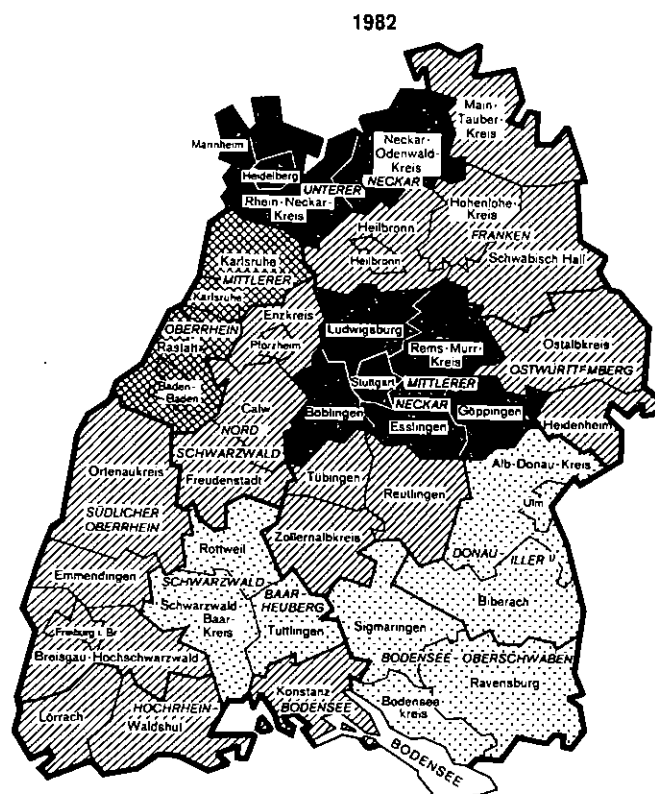 1982
Main-
Tauber-
Kreis
Mannheim
Neckar-
Odenwald-
Kreis
Heidelberg
UNTERER
NECKAR
Rhein-Neckar-
Kreis
Hohenlohe-
Kreis
Heilbronn
FRANKEN
Heilbronn
Schwäbisch Hall
Karlsruhe
MITTLERER
Karlsruhe
Enzkreis
OBERRHEIN
Ludwigsburg
Pforzheim
Rems-Murr-
Kreis
Ostalbkreis
Rastatt
OSTWÜRTTEMBERG
Baden-
Baden
Stuttgart
MITTLERER
NECKAR
Calw
Böblingen
Göppingen
NORD
Esslingen
Heidenheim
SCHWARZWALD
Ortenaukreis
Freudenstadt
Tübingen
Reutlingen
Alb-Donau-Kreis
Ulm
SÜDLICHER
OBERRHEIN
Zollernalbkreis
Rottweil
DONAU
ILLER
Emmendingen
SCHWARZWALD
BAAR
HEUBERG
Schwarzwald-
Baar-
Kreis
Biberach
Tuttlingen
Sigmaringen
Freiburg i. Br
Breisgau-Hochschwarzwald
BODENSEE-OBERSCHWABEN
Ravensburg
Konstanz
BODENSEE
Bodensee
kreis
HOCHRHEIN-
Lörrach
Waldshut
BODENSEE